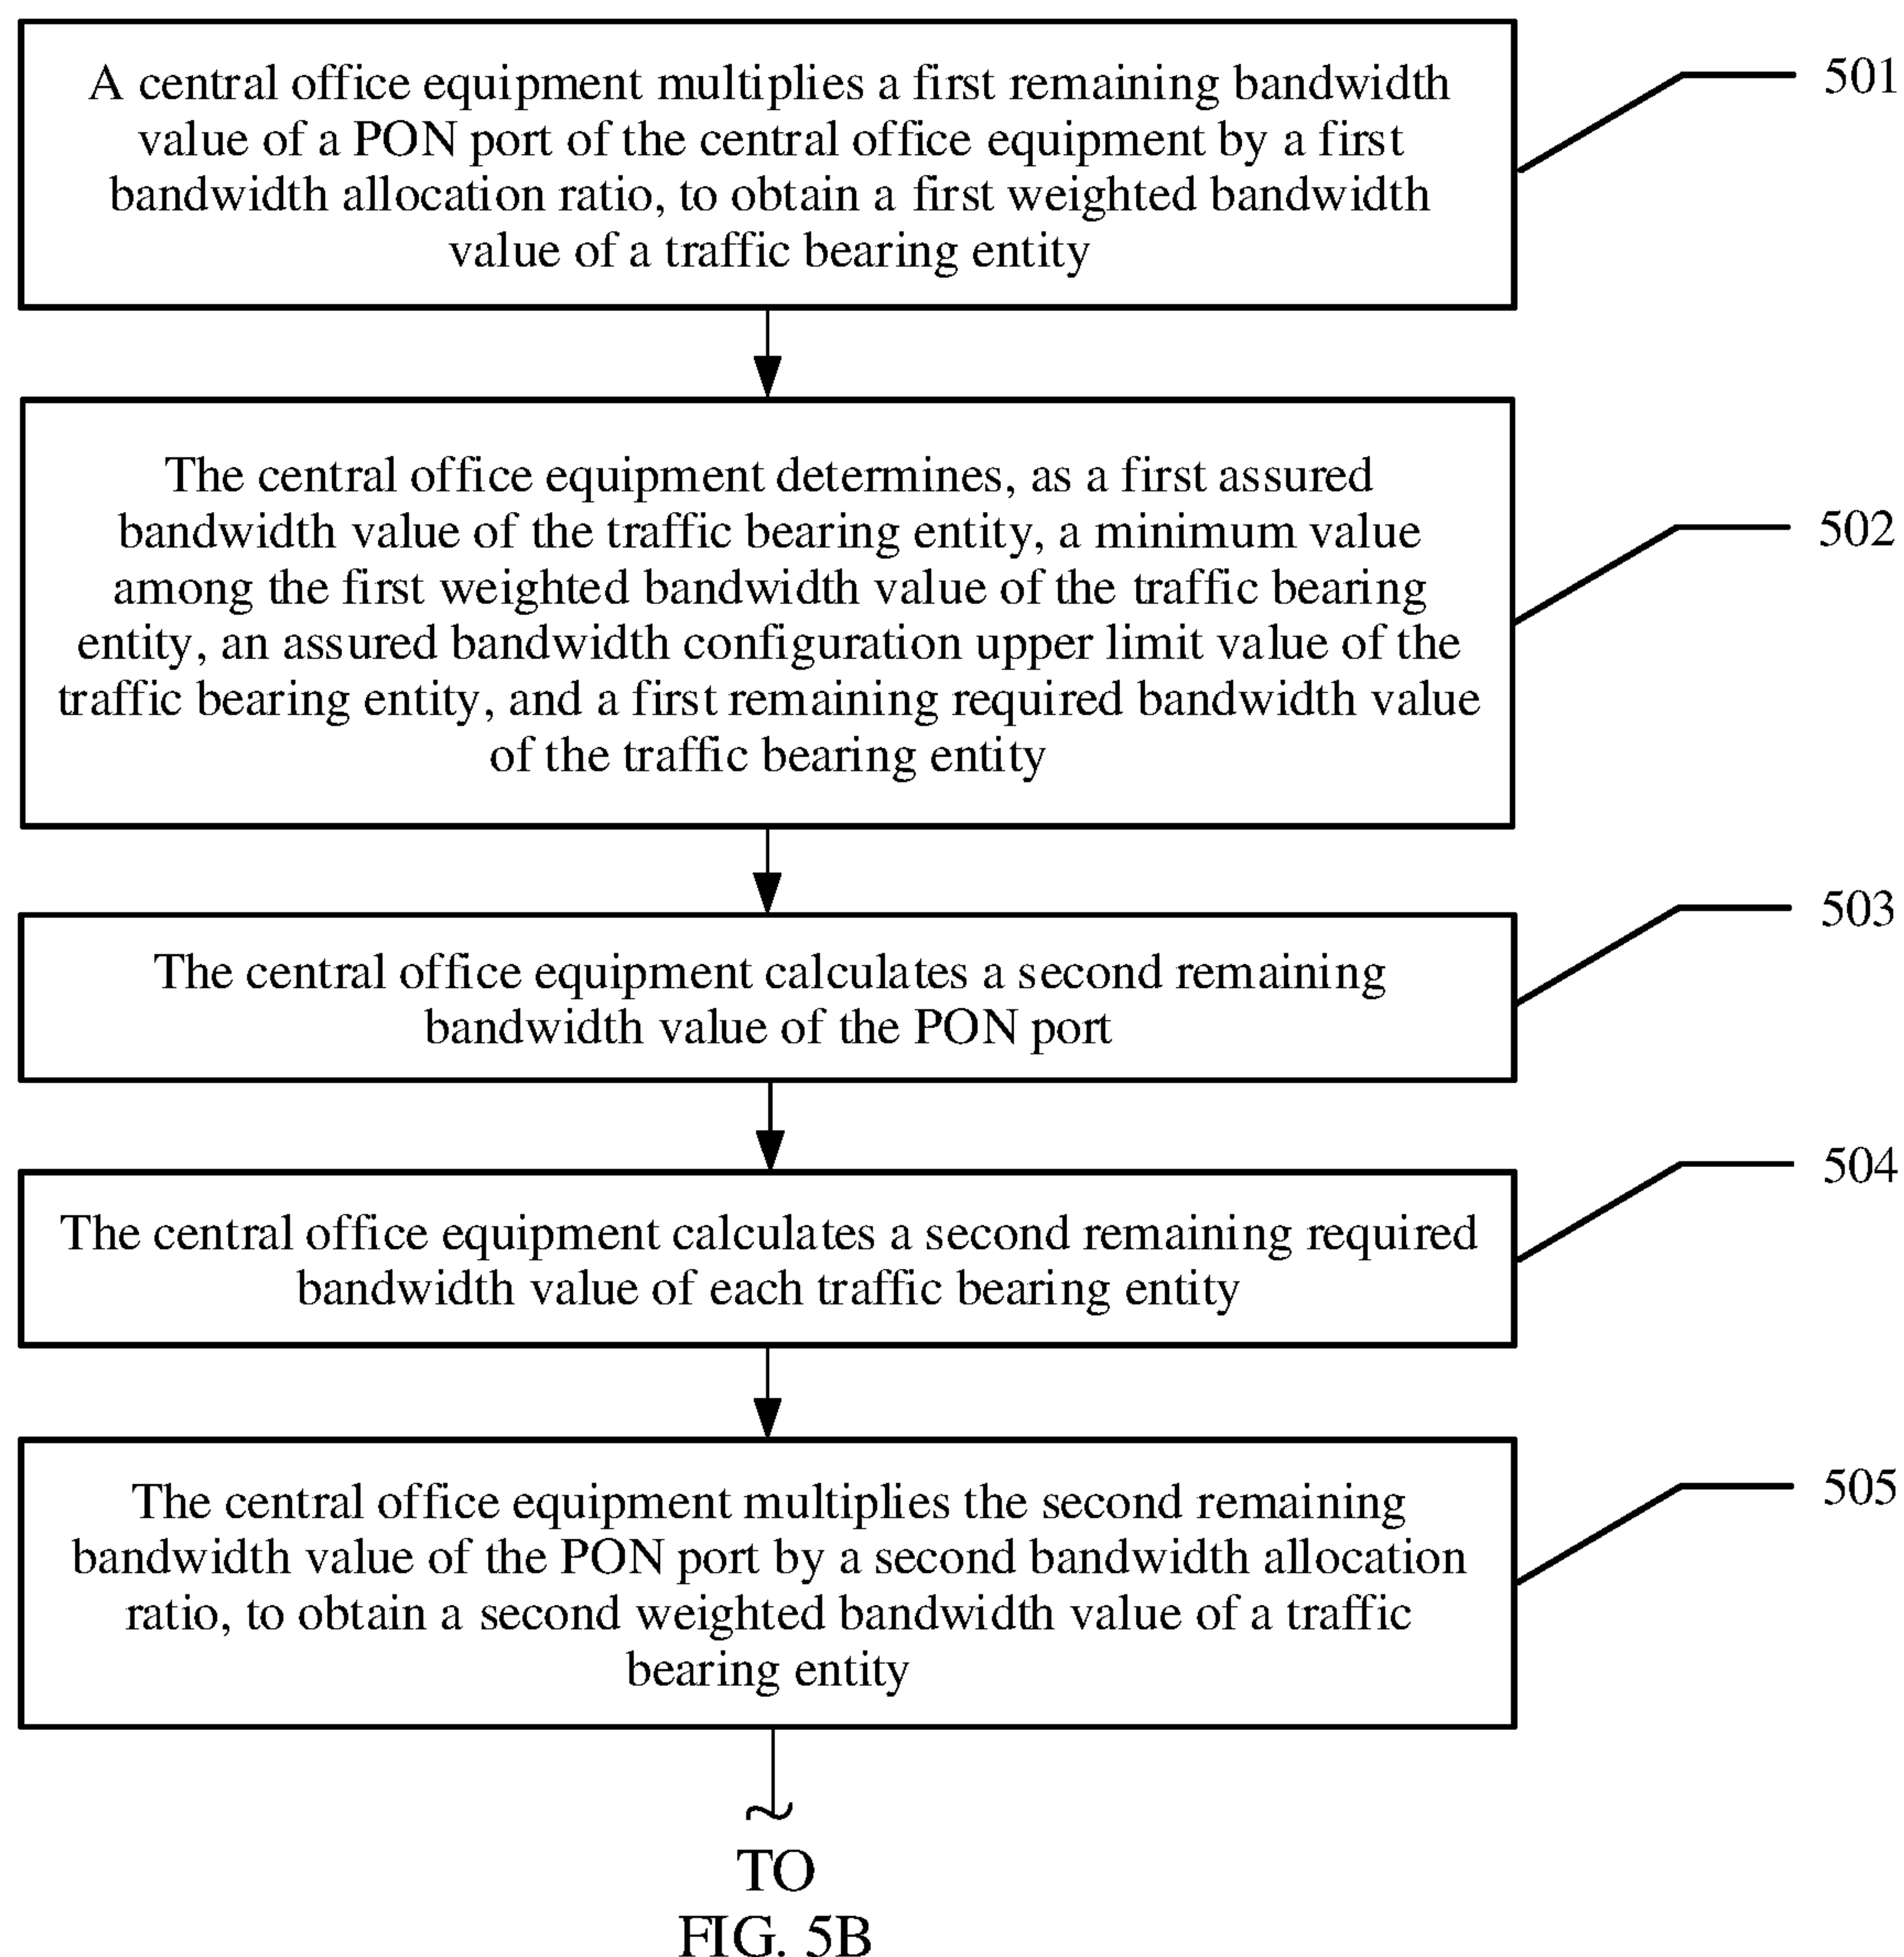 A central office equipment multiplies a first remaining bandwidth
value of a PON port of the central office equipment by a first
bandwidth allocation ratio, to obtain a first weighted bandwidth
value of a traffic bearing entity
501
The central office equipment determines, as a first assured
bandwidth value of the traffic bearing entity, a minimum value
among the first weighted bandwidth value of the traffic bearing
entity, an assured bandwidth configuration upper limit value of the
traffic bearing entity, and a first remaining required bandwidth value
of the traffic bearing entity
502
The central office equipment calculates a second remaining
bandwidth value of the PON port
503
The central office equipment calculates a second remaining required
bandwidth value of each traffic bearing entity
504
The central office equipment multiplies the second remaining
bandwidth value of the PON port by a second bandwidth allocation
ratio, to obtain a second weighted bandwidth value of a traffic
bearing entity
505
TO
FIG. 5B